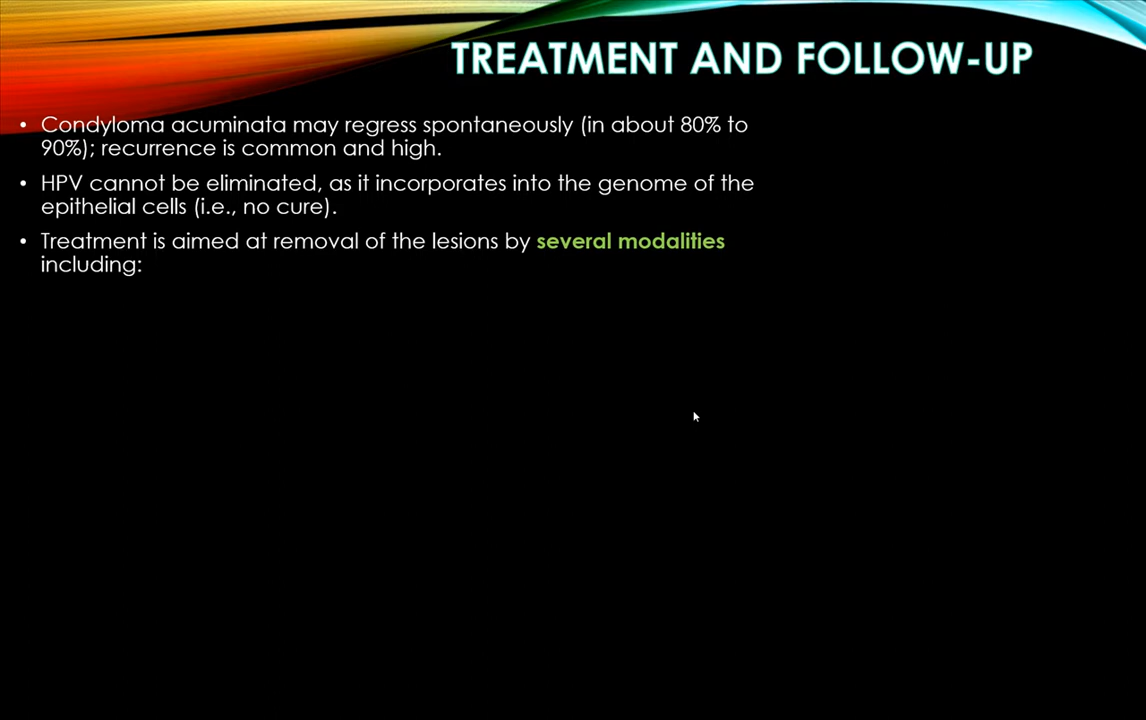 TREATMENT AND FOLLOW-UP
• Condyloma acuminata may regress spontaneously (in about 80% to
90%); recurrence is common and high.
• HPV cannot be eliminated, as it incorporates into the genome of the
epithelial cells (i.e., no cure).
• Treatment is aimed at removal of the lesions by several modalities
including: